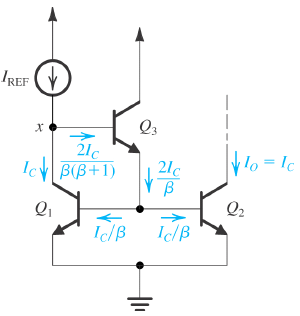 I_REF
x
Q_3
2I_C
β(β+1)
I_C
2I_C
β
I_O = I_C
Q_1
Q_2
I_C/β
I_C/β